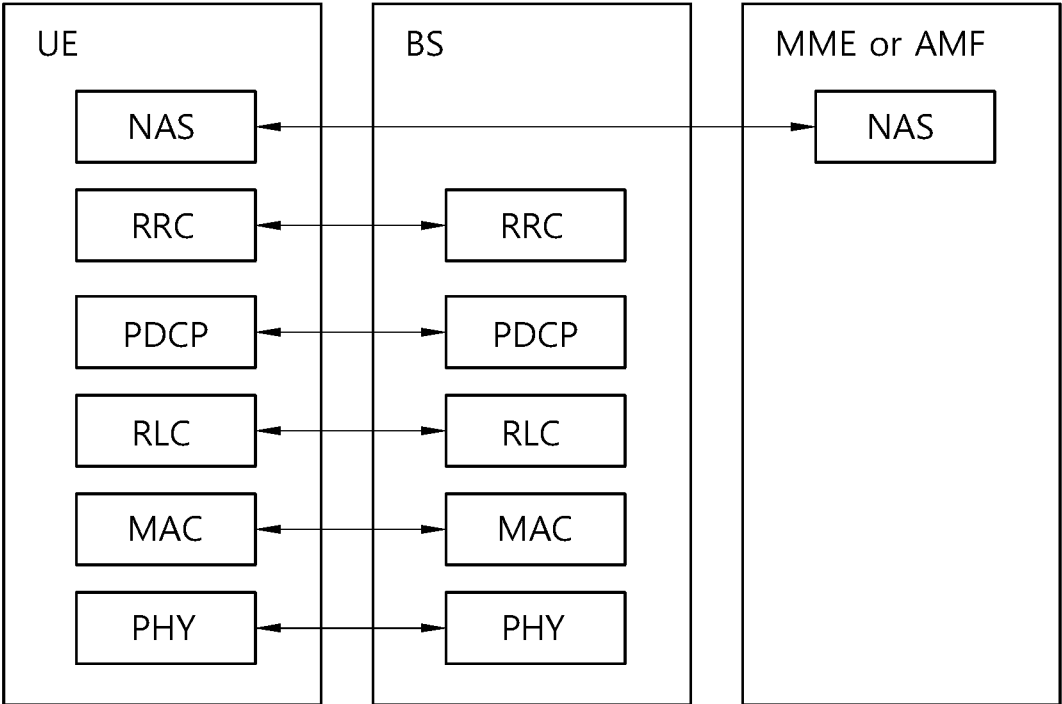 UE BS MME or AMF
NAS NAS
RRC RRC
PDCP PDCP
RLC RLC
MAC MAC
PHY PHY